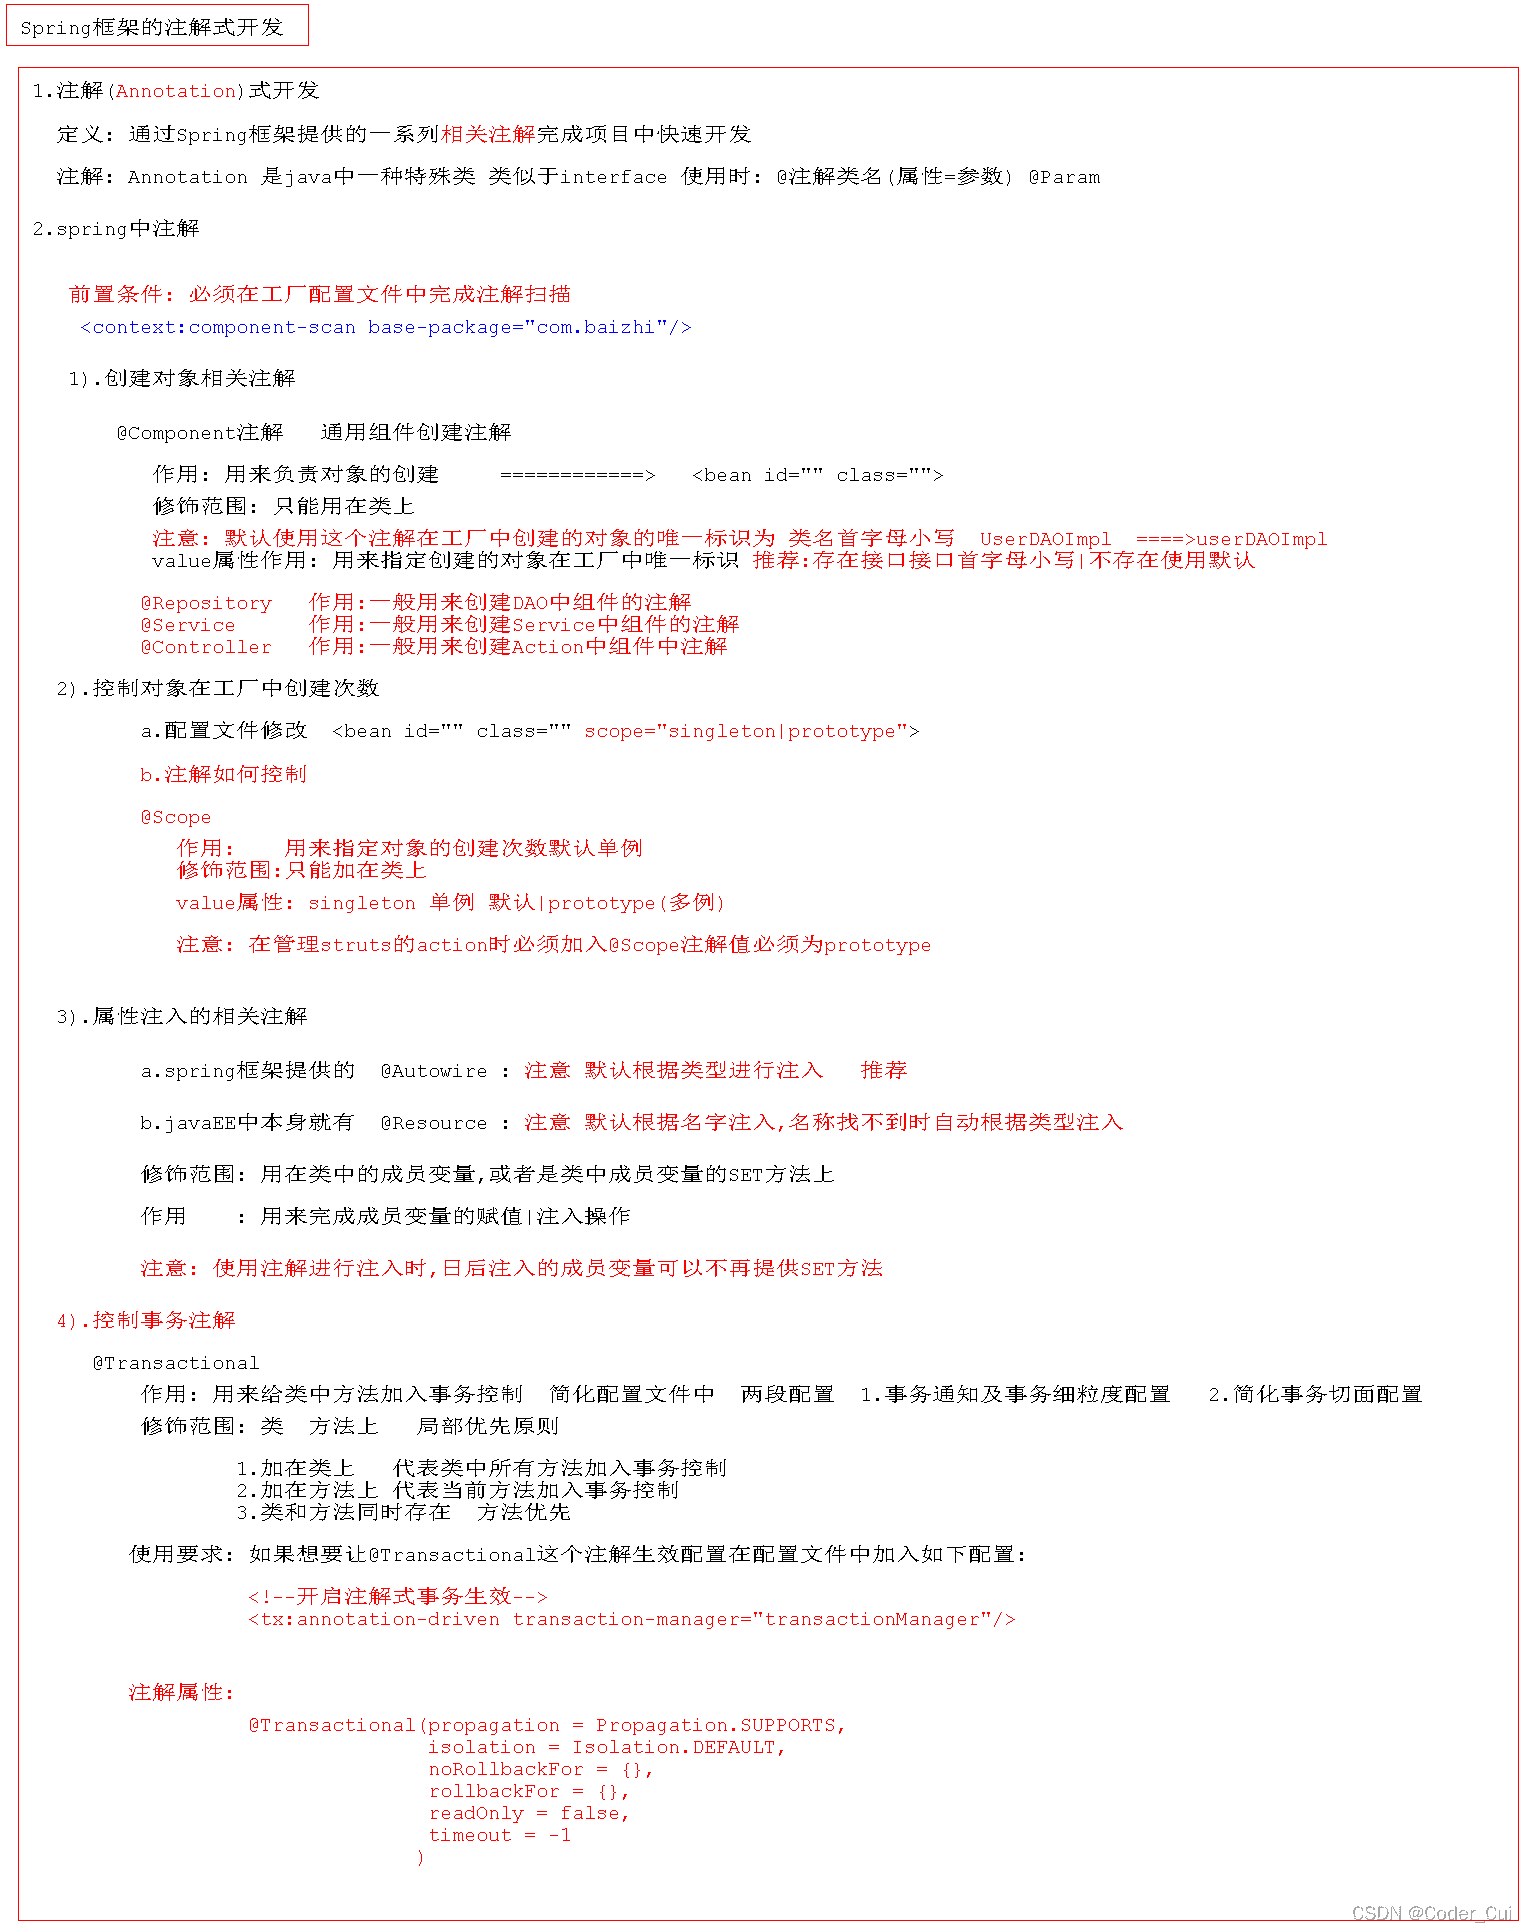 Spring框架的注解式开发
1.注解(Annotation)式开发
定义: 通过Spring框架提供的一系列相关注解完成项目中快速开发
注解: Annotation 是java中一种特殊类 类似于interface 使用时: @注解类名(属性=参数) @Param
2.spring中注解
前置条件: 必须在工厂配置文件中完成注解扫描
<context:component-scan base-package="com.baizhi"/>
1).创建对象相关注解
@Component注解 通用组件创建注解
作用: 用来负责对象的创建 ============> <bean id="" class="">
修饰范围: 只能用在类上
注意: 默认使用这个注解在工厂中创建的对象的唯一标识为 类名首字母小写 UserDAOImpl ====>userDAOImpl
value属性作用: 用来指定创建的对象在工厂中唯一标识 推荐:存在接口接口首字母小写|不存在使用默认
@Repository 作用:一般用来创建DAO中组件的注解
@Service 作用:一般用来创建Service中组件的注解
@Controller 作用:一般用来创建Action中组件中注解
2).控制对象在工厂中创建次数
a.配置文件修改 <bean id="" class="" scope="singleton|prototype">
b.注解如何控制
@Scope
作用: 用来指定对象的创建次数默认单例
修饰范围:只能加在类上
value属性: singleton 单例 默认|prototype(多例)
注意: 在管理struts的action时必须加入@Scope注解值必须为prototype
3).属性注入的相关注解
a.spring框架提供的 @Autowire : 注意 默认根据类型进行注入 推荐
b.javaEE中本身就有 @Resource : 注意 默认根据名字注入,名称找不到时自动根据类型注入
修饰范围: 用在类中的成员变量,或者是类中成员变量的SET方法上
作用 : 用来完成成员变量的赋值|注入操作
注意: 使用注解进行注入时,日后注入的成员变量可以不再提供SET方法
4).控制事务注解
@Transactional
作用: 用来给类中方法加入事务控制 简化配置文件中 两段配置 1.事务通知及事务细粒度配置 2.简化事务切面配置
修饰范围: 类 方法上 局部优先原则
1.加在类上 代表类中所有方法加入事务控制
2.加在方法上 代表当前方法加入事务控制
3.类和方法同时存在 方法优先
使用要求: 如果想要让@Transactional这个注解生效配置在配置文件中加入如下配置:
<!--开启注解式事务生效-->
<tx:annotation-driven transaction-manager="transactionManager"/>
注解属性:
@Transactional(propagation = Propagation.SUPPORTS,
isolation = Isolation.DEFAULT,
noRollbackFor = {},
rollbackFor = {},
readOnly = false,
timeout = -1
)
CSDN @Coder_Cui